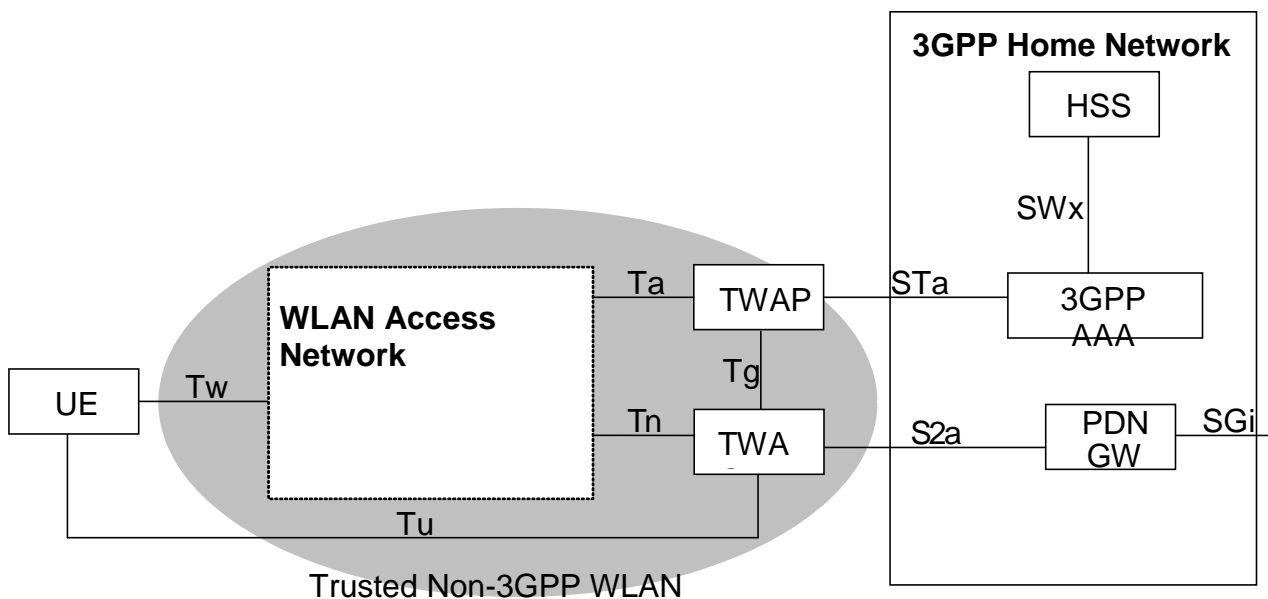 3GPP Home Network
HSS
SWx
Ta
TWAP
STa
3GPP
AAA
WLAN Access
Network
Tg
UE
Tw
Tn
TWA
S2a
PDN
GW
SGi
Tu
Trusted Non-3GPP WLAN